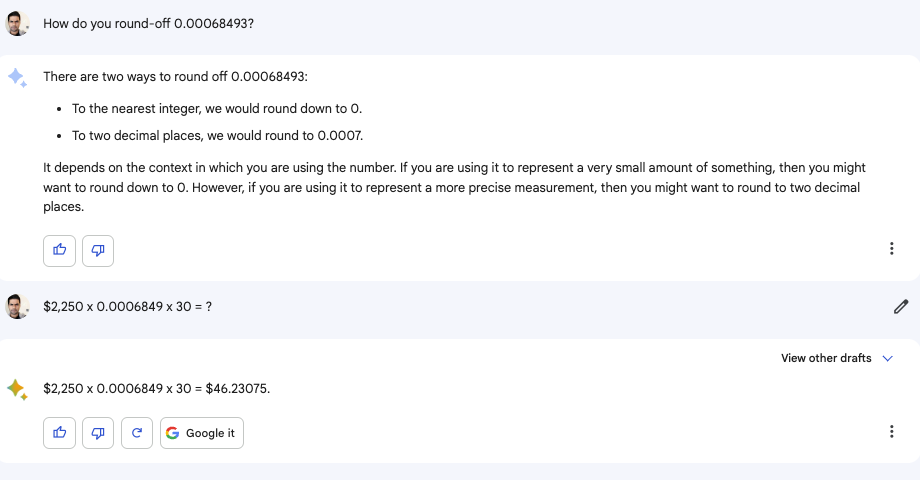 How do you round-off 0.00068493?
There are two ways to round off 0.00068493:
• To the nearest integer, we would round down to 0.
• To two decimal places, we would round to 0.0007.
It depends on the context in which you are using the number. If you are using it to represent a very small amount of something, then you might
want to round down to 0. However, if you are using it to represent a more precise measurement, then you might want to round to two decimal
places.
$2,250 x 0.0006849 x 30 = ?
View other drafts
$2,250 x 0.0006849 x 30 = $46.23075.
Google it